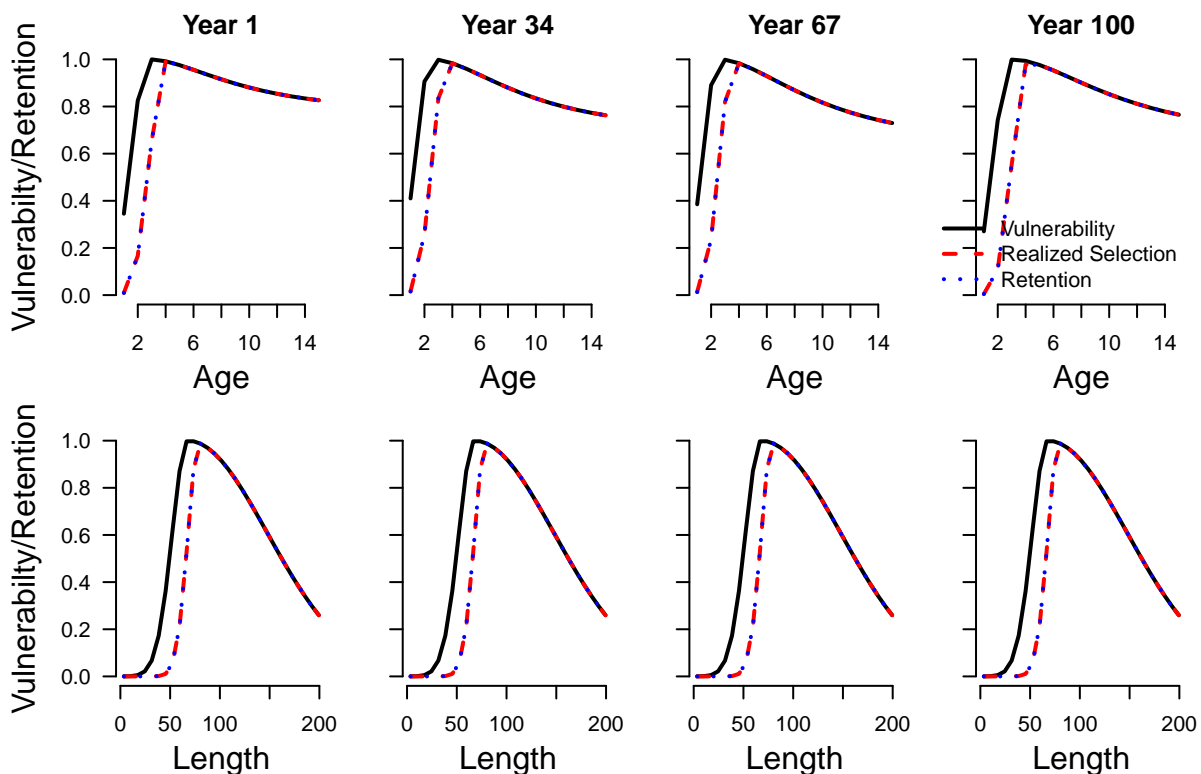 Year 1 Year 34 Year 67 Year 100
Vulnerabilty/Retention
1.0
0.8
0.6
0.4
0.2
0.0
Vulnerability
Realized Selection
Retention
2 6 10 14 2 6 10 14 2 6 10 14 2 6 10 14
Age Age Age Age
Vulnerabilty/Retention
1.0
0.8
0.6
0.4
0.2
0.0
0 50 100 200 0 50 100 200 0 50 100 200 0 50 100 200
Length Length Length Length